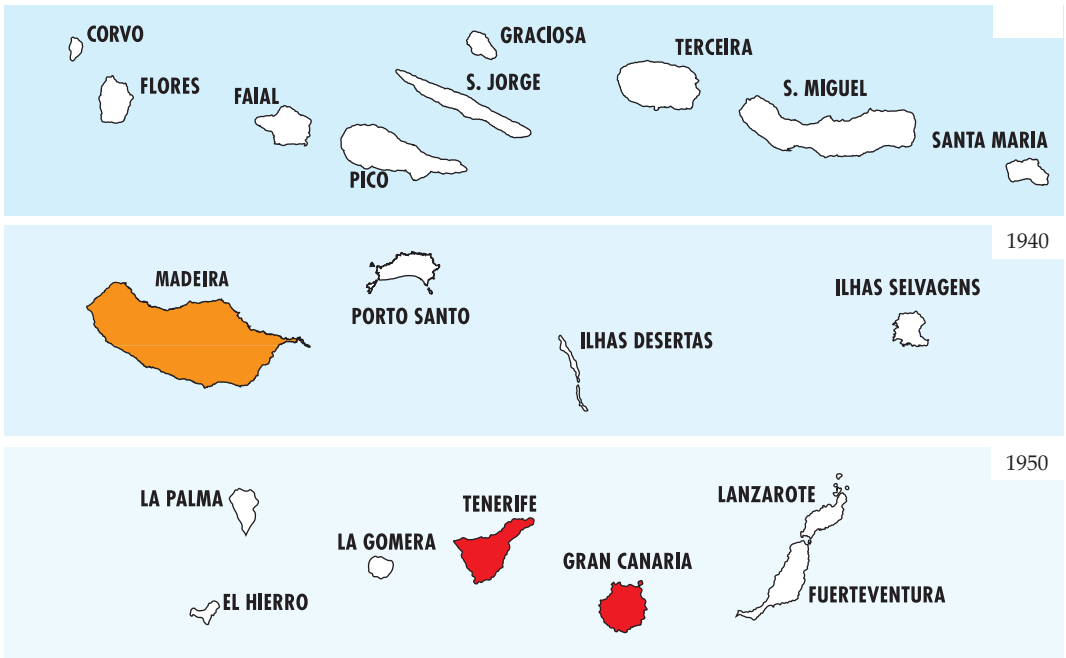 CORVO
GRACIOSA
TERCEIRA
FLORES
S. JORGE
FAIAL
S. MIGUEL
SANTA MARIA
PICO
1940
MADEIRA
PORTO SANTO
ILHAS SELVAGENS
ILHAS DESERTAS
1950
LA PALMA
TENERIFE
LANZAROTE
LA GOMERA
GRAN CANARIA
EL HIERRO
FUERTEVENTURA